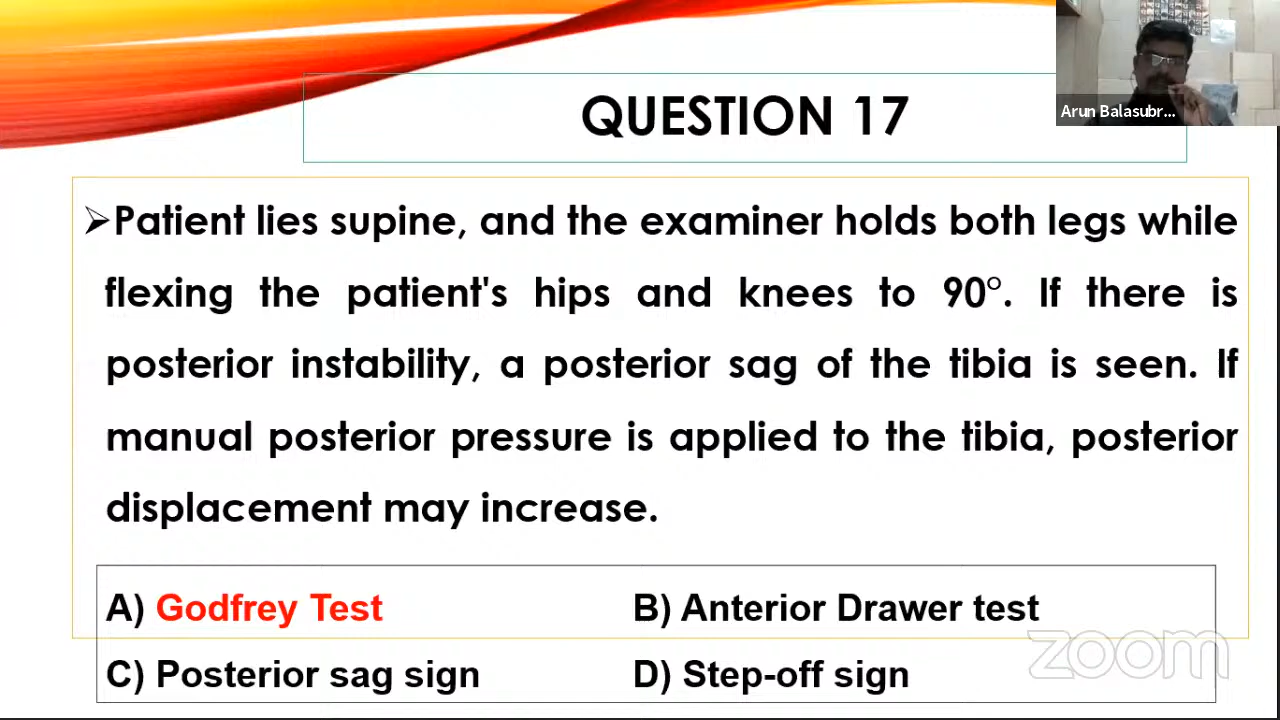 QUESTION 17
Arun Balasubr...
➢Patient lies supine, and the examiner holds both legs while
flexing the patient's hips and knees to 90°. If there is
posterior instability, a posterior sag of the tibia is seen. If
manual posterior pressure is applied to the tibia, posterior
displacement may increase.
A) Godfrey Test B) Anterior Drawer test
C) Posterior sag sign D) Step-off sign
zoom